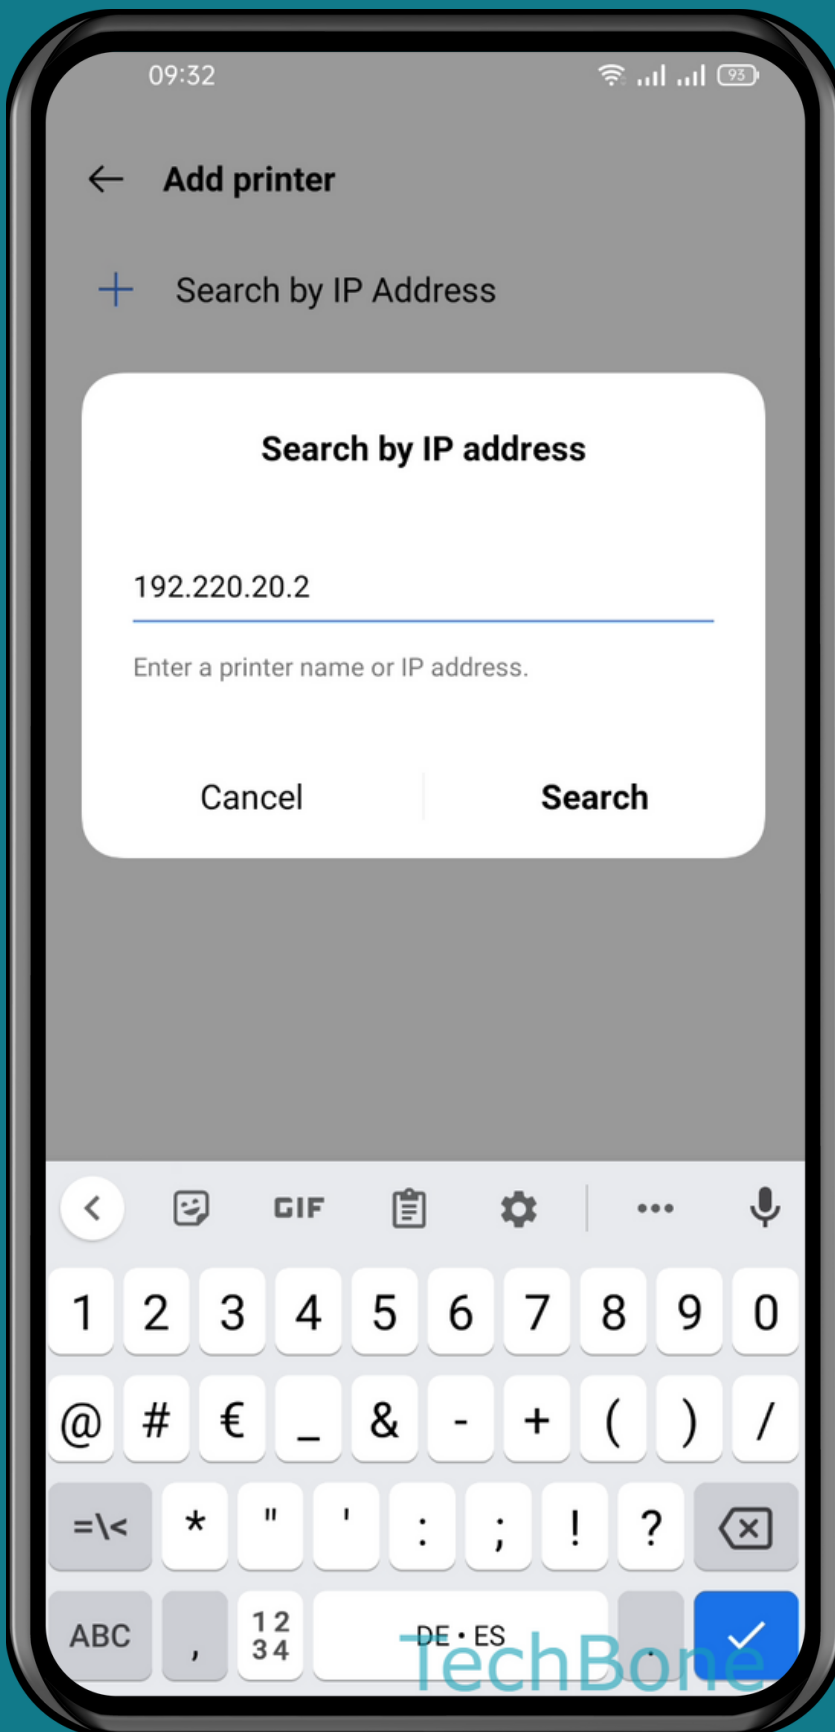 09:32 93
Add printer
Search by IP Address
Search by IP address
192.220.20.2
Enter a printer name or IP address.
Cancel Search
GIF
1 2 3 4 5 6 7 8 9 0
@ # € _ & - + ( ) /
=\< * " ' : ; ! ?
ABC , 12 34 DE • ES .
TechBone